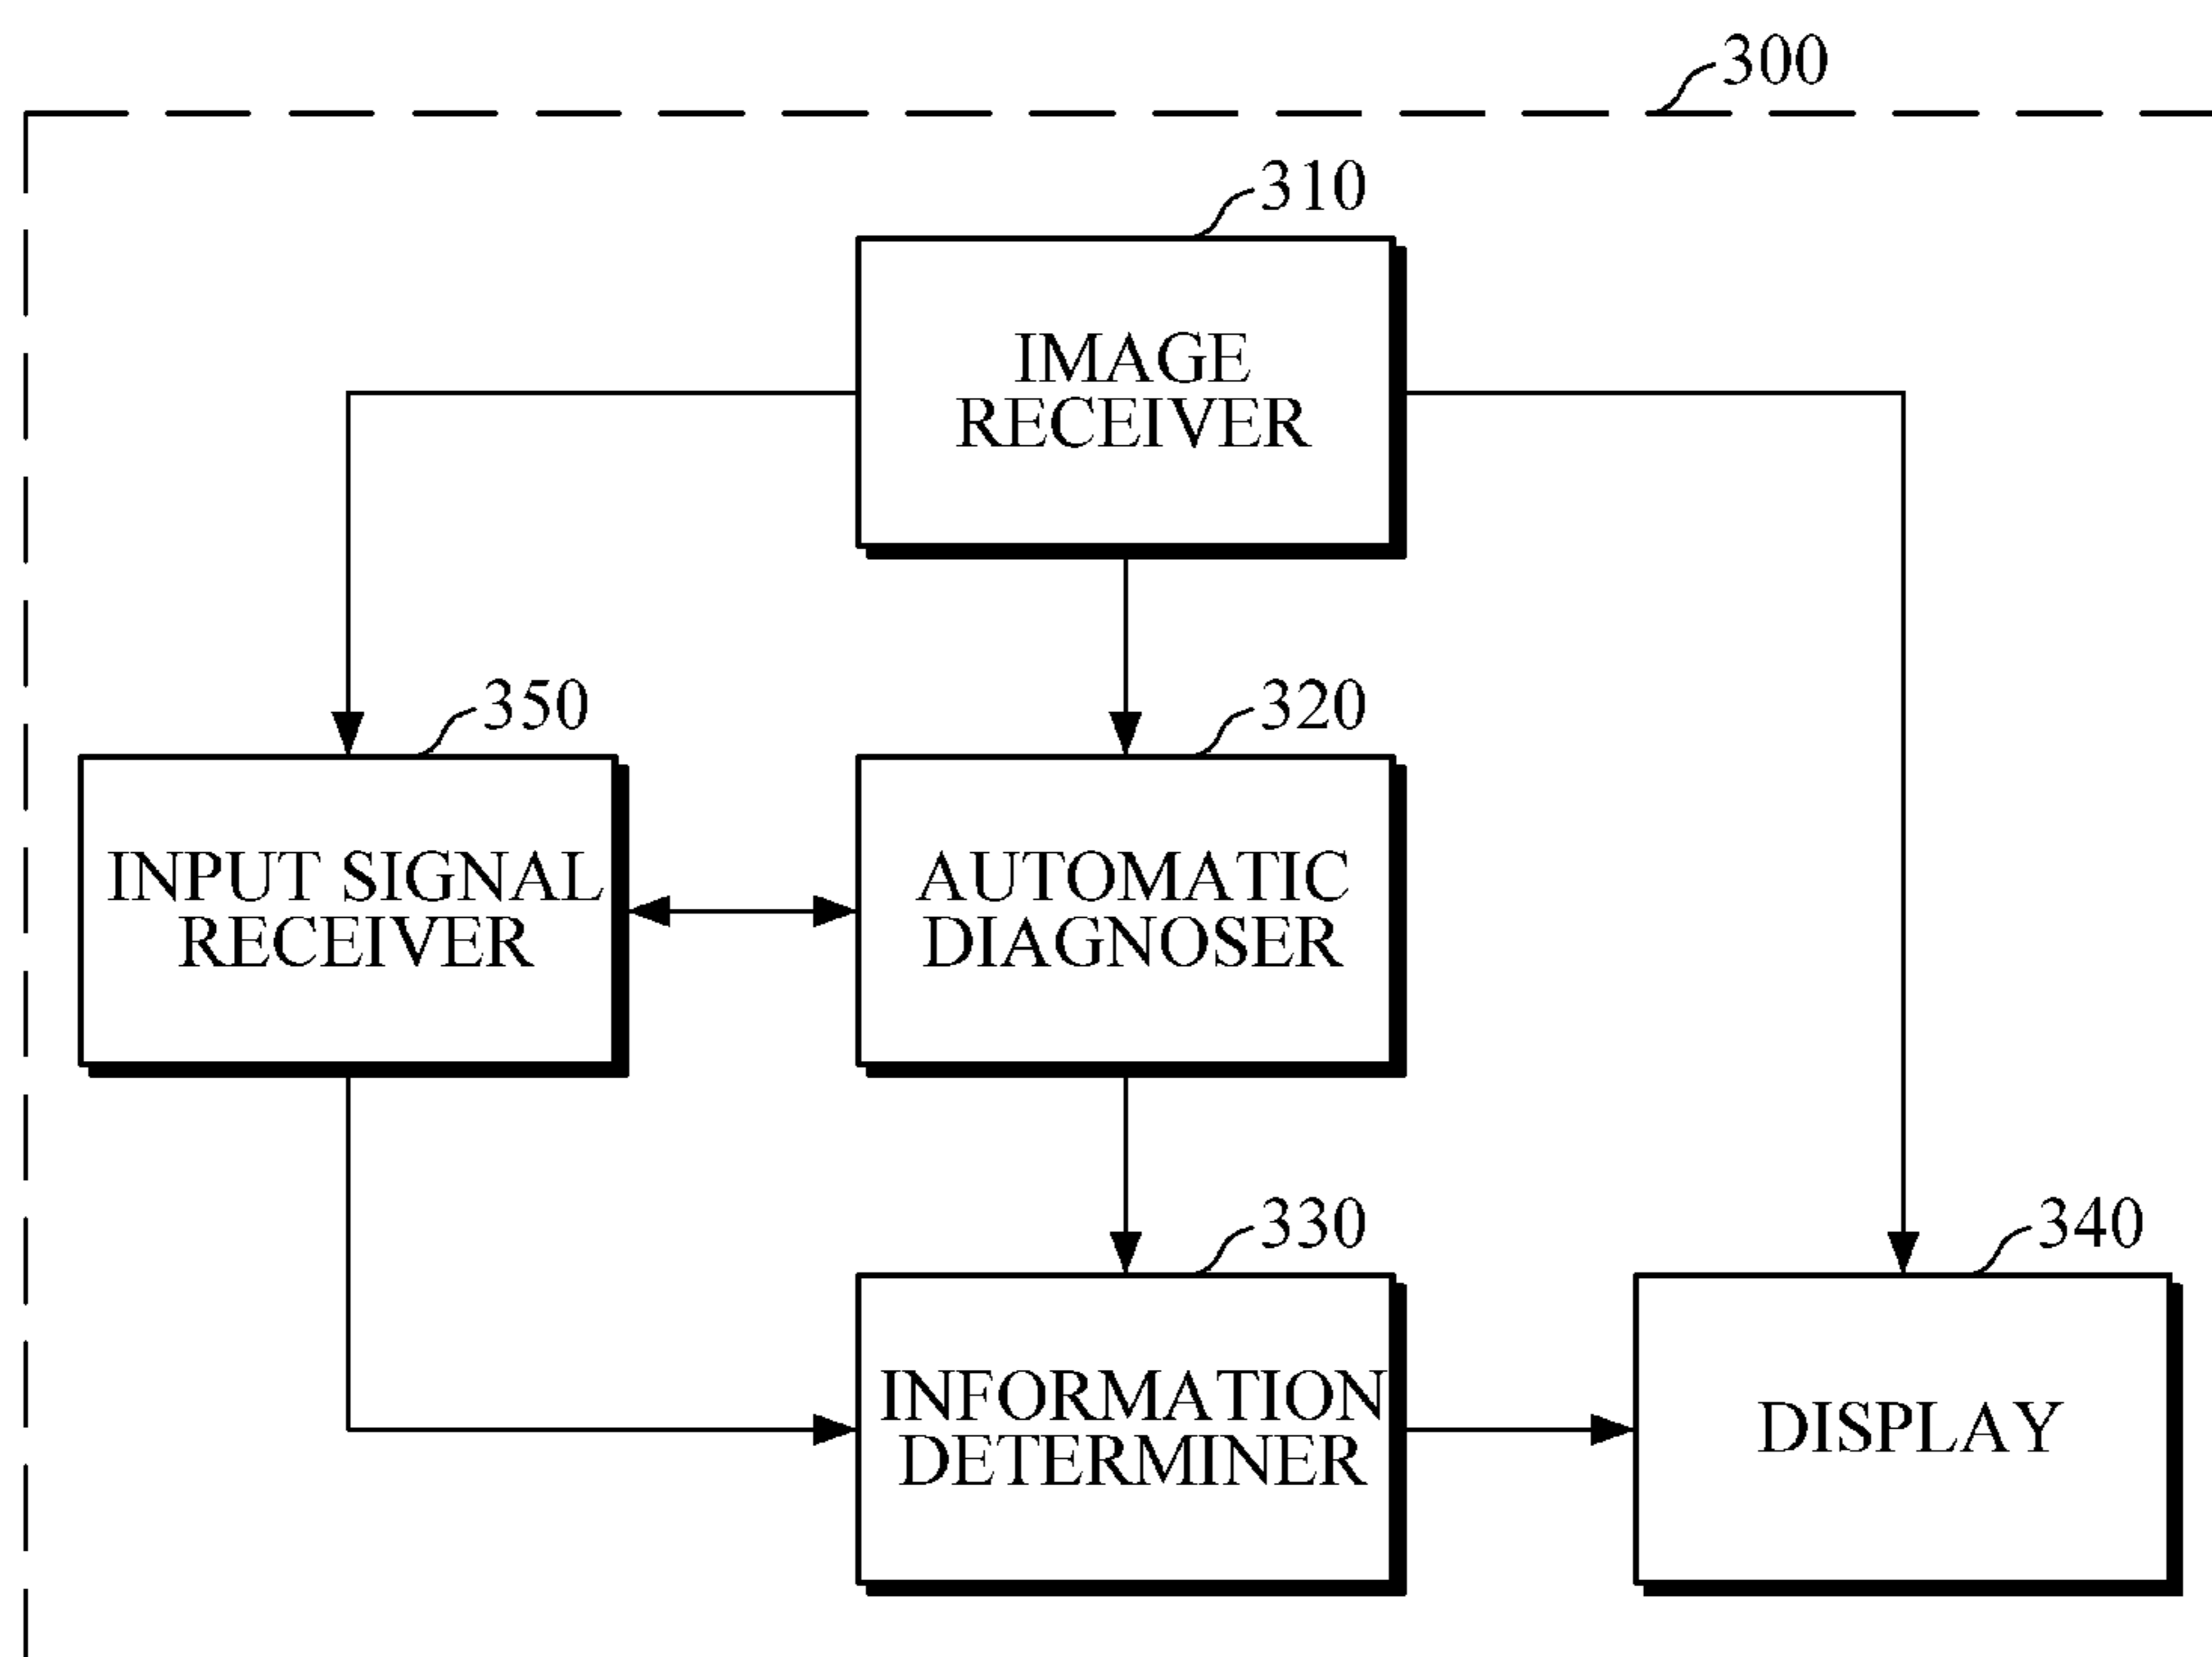 300
310
IMAGE
RECEIVER
350
320
INPUT SIGNAL
RECEIVER
AUTOMATIC
DIAGNOSER
330
340
INFORMATION
DETERMINER
DISPLAY